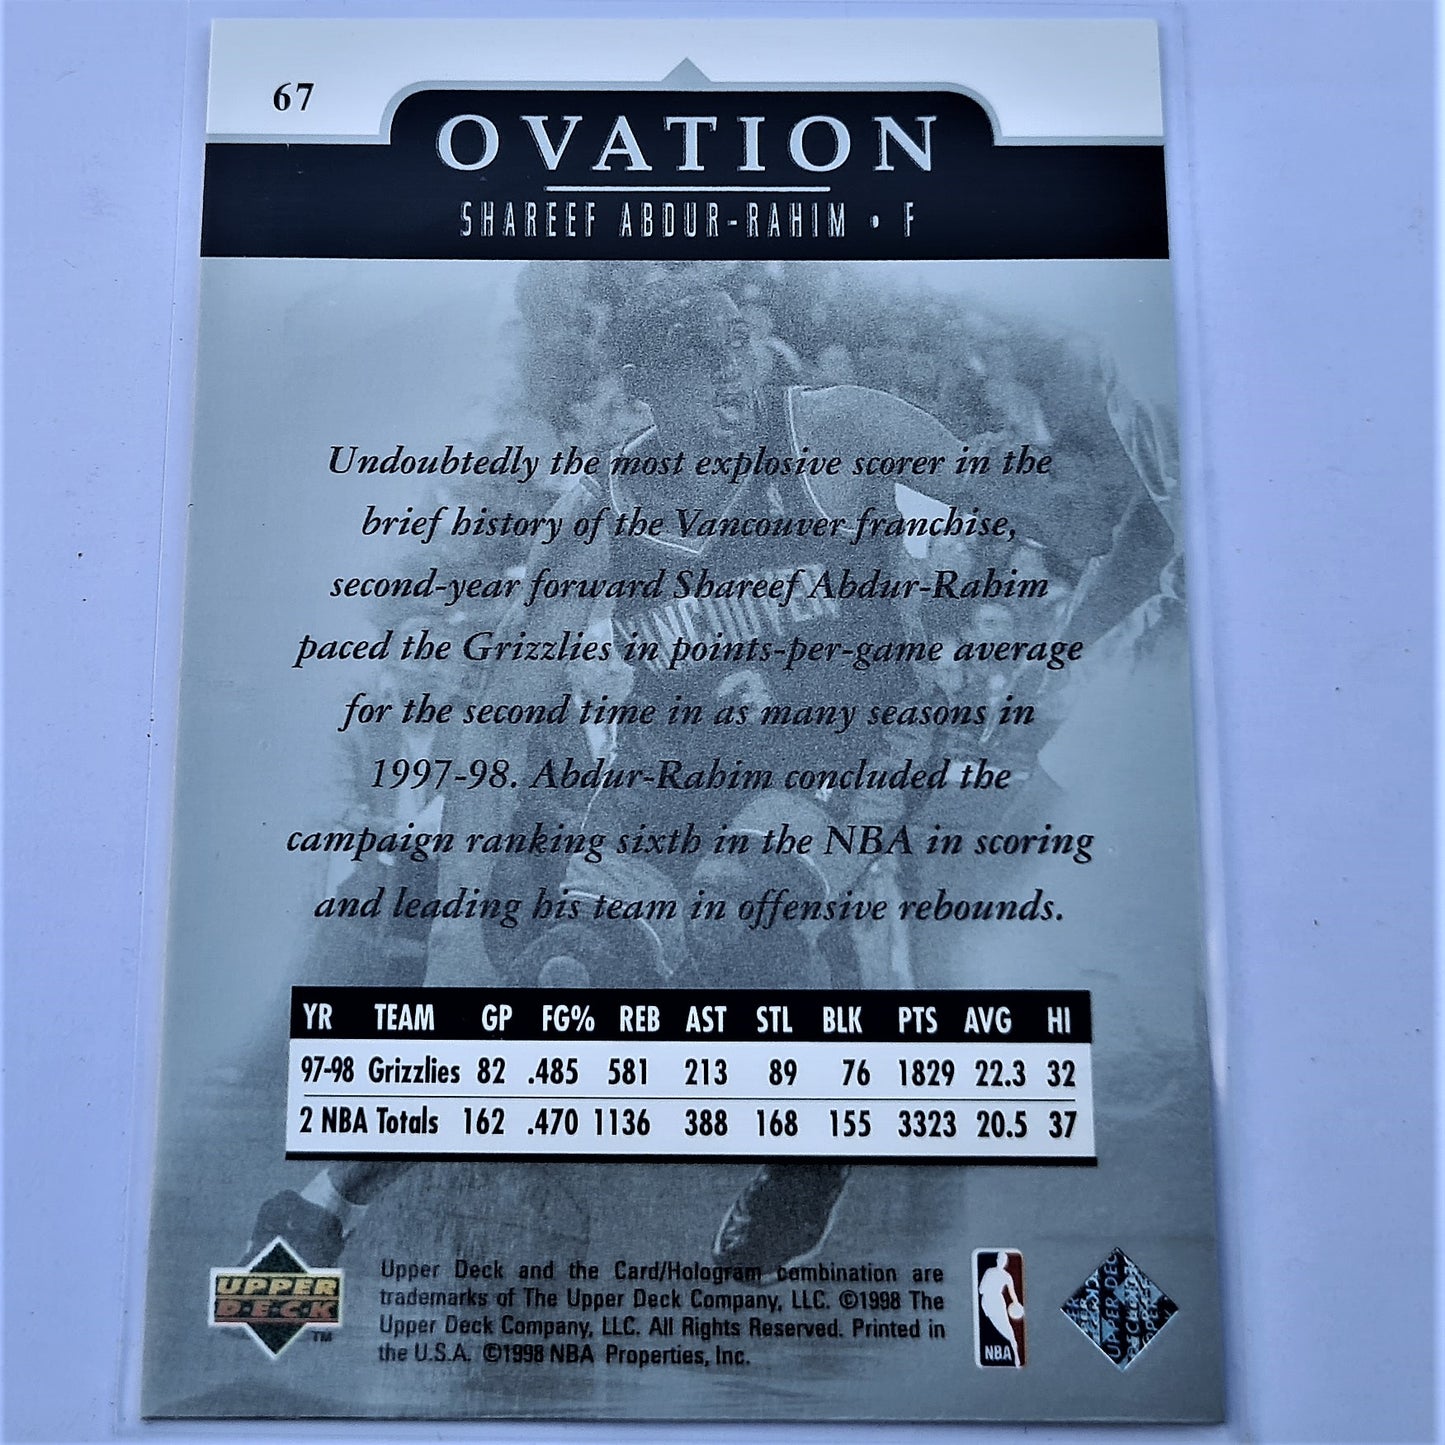 67
OVATION
SHAREEF ABDUR-RAHIM • F
Undoubtedly the most explosive scorer in the
brief history of the Vancouver franchise,
second-year forward Shareef Abdur-Rahim
paced the Grizzlies in points-per-game average
for the second time in as many seasons in
1997-98. Abdur-Rahim concluded the
campaign ranking sixth in the NBA in scoring
and leading his team in offensive rebounds.
VANCOUVER
3
YR TEAM GP FG% REB AST STL BLK PTS AVG HI
97-98 Grizzlies 82 .485 581 213 89 76 1829 22.3 32
2 NBA Totals 162 .470 1136 388 168 155 3323 20.5 37
UPPER
DECK
TM
Upper Deck and the Card/Hologram combination are
trademarks of The Upper Deck Company, LLC. ©1998 The
Upper Deck Company, LLC. All Rights Reserved. Printed in
the U.S.A. ©1998 NBA Properties, Inc.
NBA
UPPER DEC